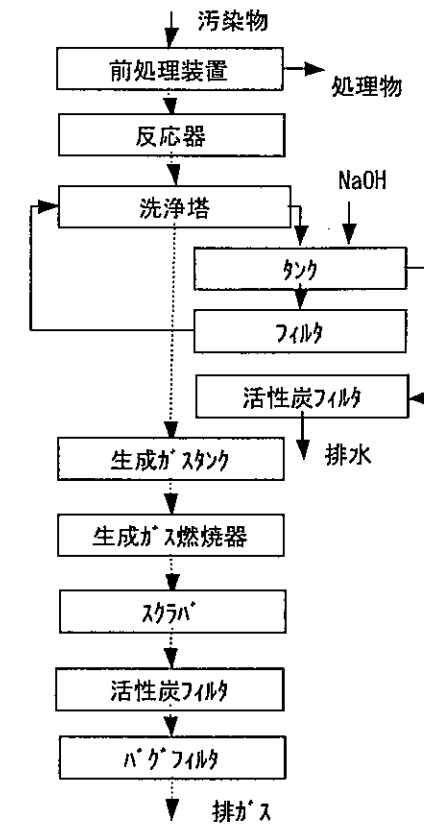 汚染物
前処理装置
処理物
反応器
洗浄塔
NaOH
ﾀﾝｸ
ﾌｨﾙﾀ
活性炭ﾌｨﾙﾀ
排水
生成ｶﾞｽﾀﾝｸ
生成ｶﾞｽ燃焼器
ｽｸﾗﾊﾞ
活性炭ﾌｨﾙﾀ
ﾊﾞｸﾞﾌｨﾙﾀ
排ｶﾞｽ